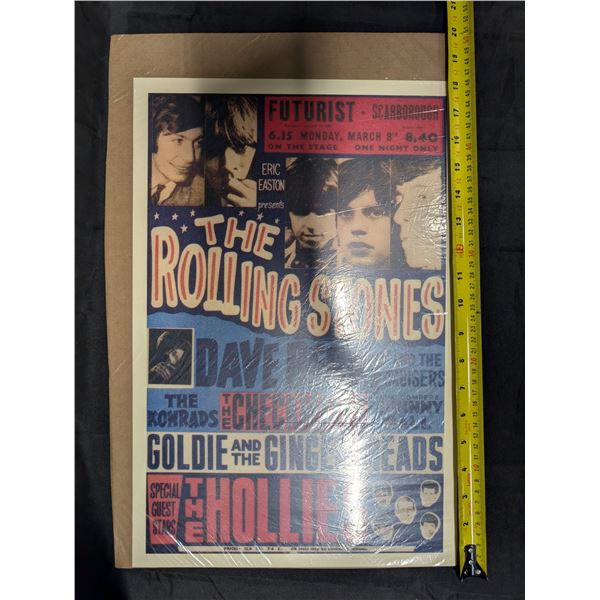 FUTURIST • SCARBOROUGH
6.15 MONDAY, MARCH 8th 8.40
ON THE STAGE ONE NIGHT ONLY
ERIC
EASTON
presents
THE
ROLLING STONES
DAVE
AND THE
CRUISERS
THE
KONRADS
THE
GOLDIE AND THE GINGERBREADS
SPECIAL
GUEST
STARS
THE HOLLIES